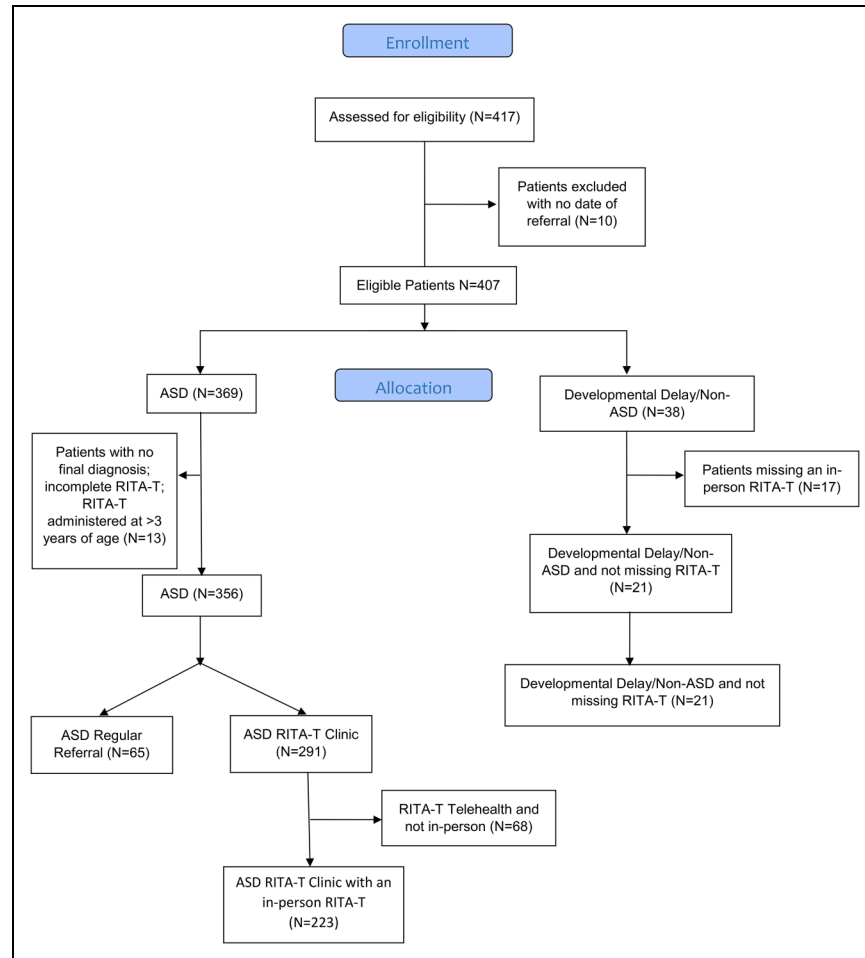 Enrollment
Assessed for eligibility (N=417)
Patients excluded
with no date of
referral (N=10)
Eligible Patients N=407
ASD (N=369)
Allocation
Developmental Delay/Non-
ASD (N=38)
Patients with no
final diagnosis;
incomplete RITA-T;
RITA-T
administered at >3
years of age (N=13)
Patients missing an in-
person RITA-T (N=17)
Developmental Delay/Non-
ASD and not missing RITA-T
(N=21)
ASD (N=356)
Developmental Delay/Non-ASD and not
missing RITA-T (N=21)
ASD Regular
Referral (N=65)
ASD RITA-T Clinic
(N=291)
RITA-T Telehealth and
not in-person (N=68)
ASD RITA-T Clinic with an
in-person RITA-T
(N=223)